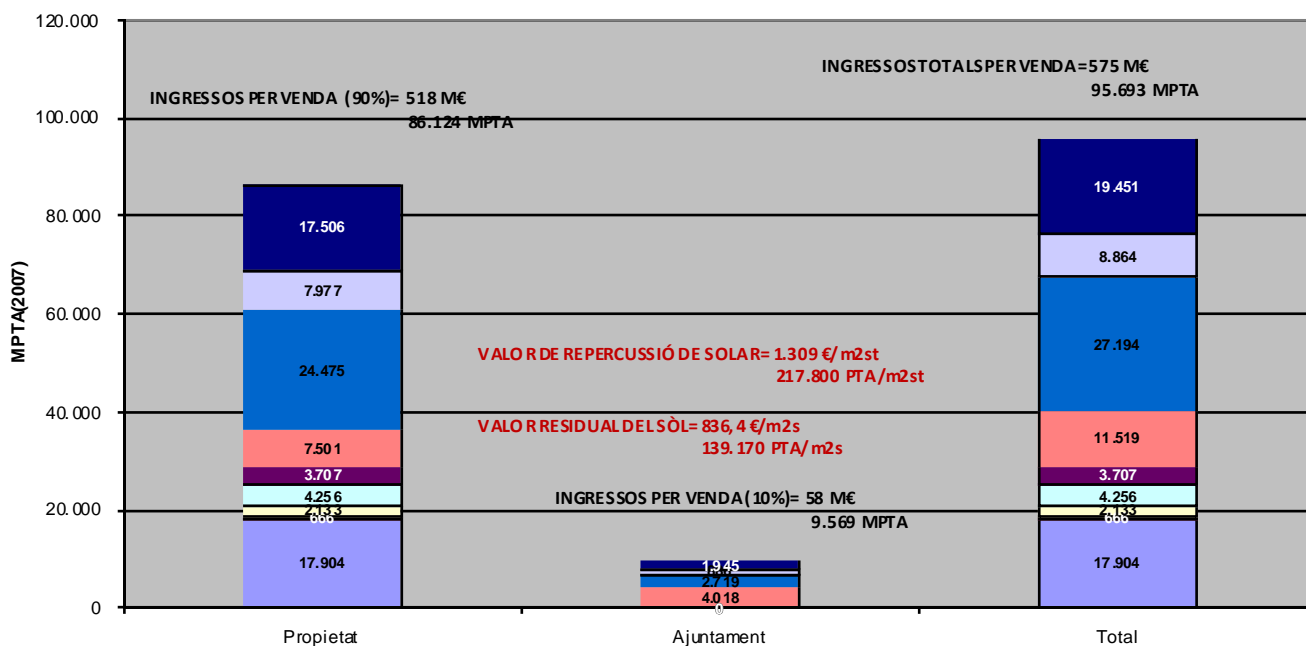 120.000
INGRESSOS TOTALS PER VENDA= 575 M€
95.693 MPTA
INGRESSOS PER VENDA (90%)= 518 M€
86.124 MPTA
100.000
19.451
80.000
17.506
8.864
7.977
MPTA(2007)
60.000
27.194
VALOR DE REPERCUSSIÓ DE SOLAR= 1.309 €/m2st
217.800 PTA/m2st
24.475
40.000
VALOR RESIDUAL DEL SÒL= 836,4 €/m2s
139.170 PTA/m2s
11.519
7.501
3.707
3.707
INGRESSOS PER VENDA (10%)= 58 M€
9.569 MPTA
4.256
4.256
20.000
2.133
2.133
666
666
17.904
1.945
2.719
4.018
0
17.904
0
Propietat
Ajuntament
Total